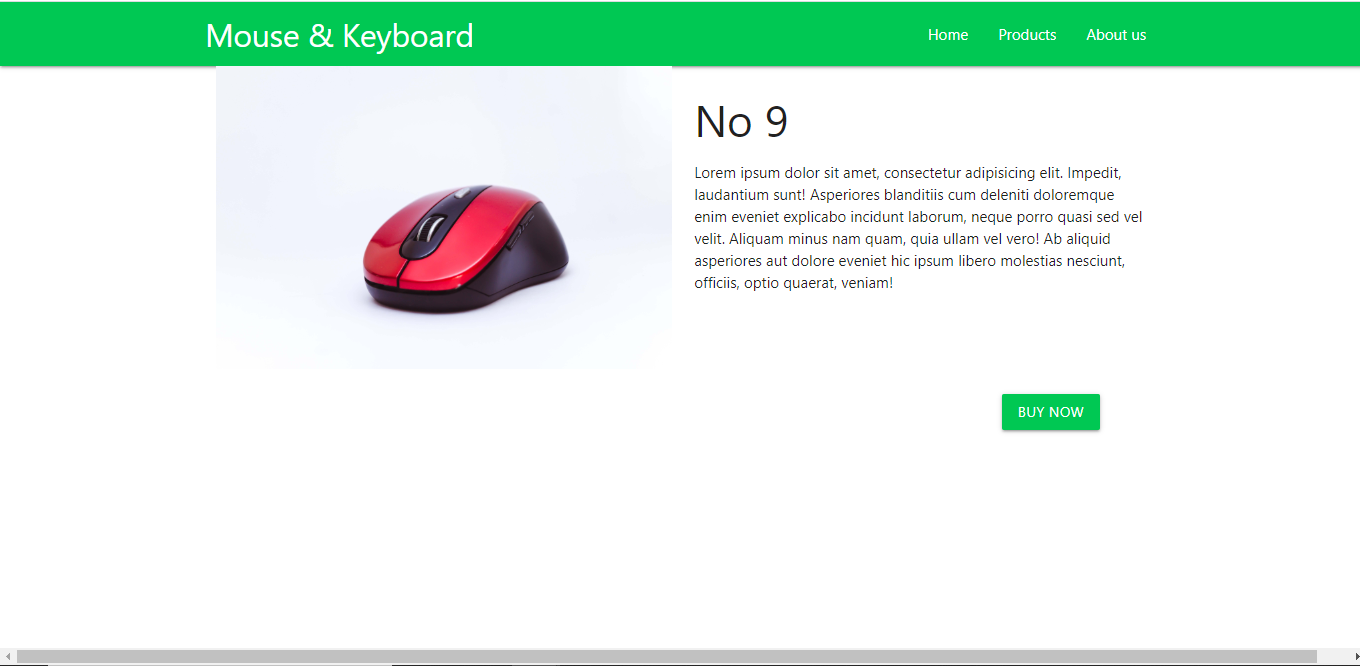 Mouse & Keyboard
Home Products About us
No 9
Lorem ipsum dolor sit amet, consectetur adipisicing elit. Impedit,
laudantium sunt! Asperiores blanditiis cum deleniti doloremque
enim eveniet explicabo incidunt laborum, neque porro quasi sed vel
velit. Aliquam minus nam quam, quia ullam vel vero! Ab aliquid
asperiores aut dolore eveniet hic ipsum libero molestias nesciunt,
officiis, optio quaerat, veniam!
BUY NOW